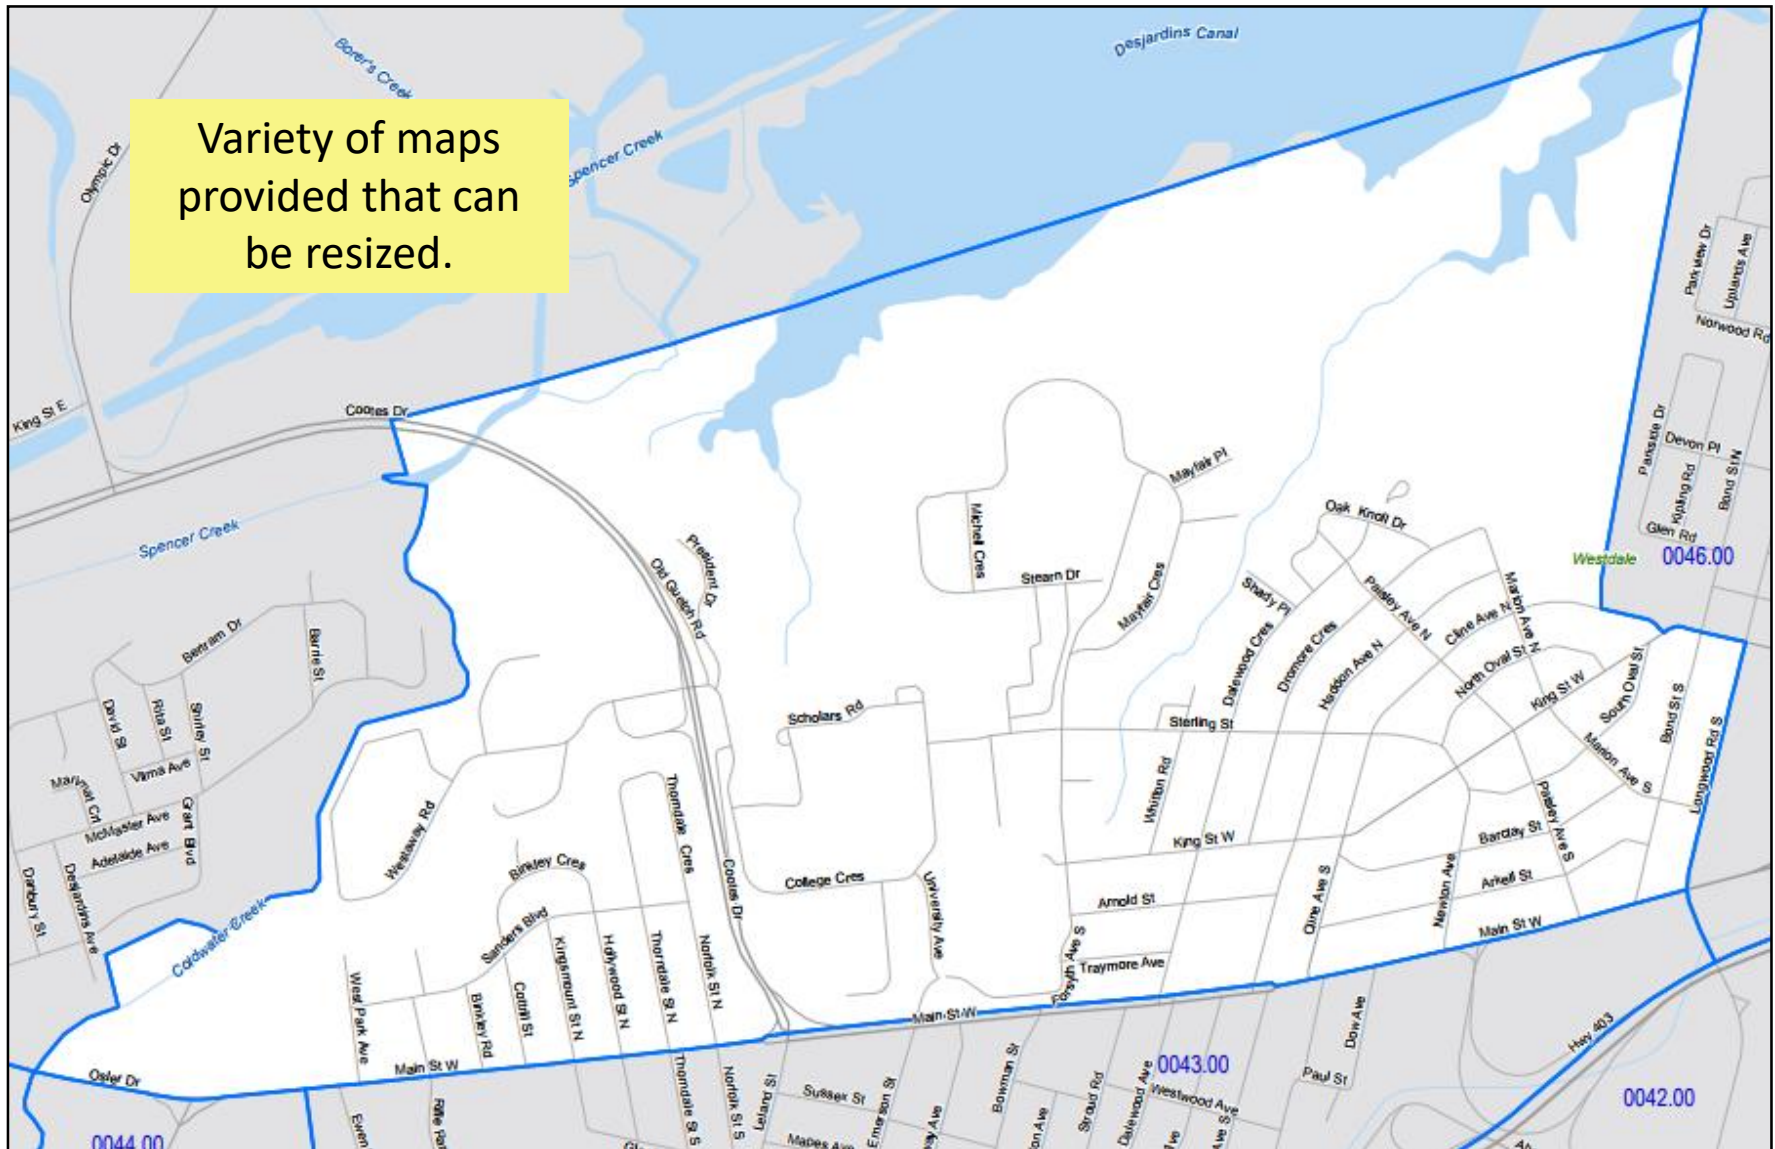 Desjardins Canal
Borer's Creek
Variety of maps
provided that can
be resized.
Spencer Creek
Olympic Dr
Parkview Dr
Uplands Ave
Norwood Rd
King St E
Cootes Dr
Parkside Dr
Devon Pl
Kipling Rd
Bond St N
Glen Rd
Mayfair Pl
Michell Cres
Oak Knoll Dr
Spencer Creek
President Dr
Old Guelph Rd
Stearn Dr
Mayfair Cres
Shady Pl
Paisley Ave N
Marion Ave N
Westdale
0046.00
Bertram Dr
Barrie St
Dalewood Cres
Dromore Cres
Haddon Ave N
Cline Ave N
North Oval St N
King St W
South Oval St
Bond St S
Longwood Rd S
David St
Rita St
Shirley St
Scholars Rd
Sterling St
Marion Ave S
Vilma Ave
McMaster Ave
Adelaide Ave
Grant Blvd
Westaway Rd
Thorndale Cres
Whitton Rd
King St W
Barclay St
Paisley Ave S
Arkell St
Binkley Cres
College Cres
Cootes Dr
University Ave
Arnold St
Cline Ave S
Newton Ave
Main St W
Danbury St
Desjardins Ave
Coldwater Creek
Sanders Blvd
Kingsmount St N
Hollywood St N
Thorndale St N
Norfolk St N
Forsyth Ave S
Traymore Ave
West Park Ave
Binkley Rd
Cottrill St
Main St W
Main St W
Osler Dr
Dow Ave
Hwy 403
0043.00
0042.00
Paul St
Thorndale St S
Norfolk St S
Leland St
Sussex St
Emerson St
Bowman St
Stroud Rd
Dalewood Ave
Westwood Ave
Ewen
Mapes Ave
0044.00